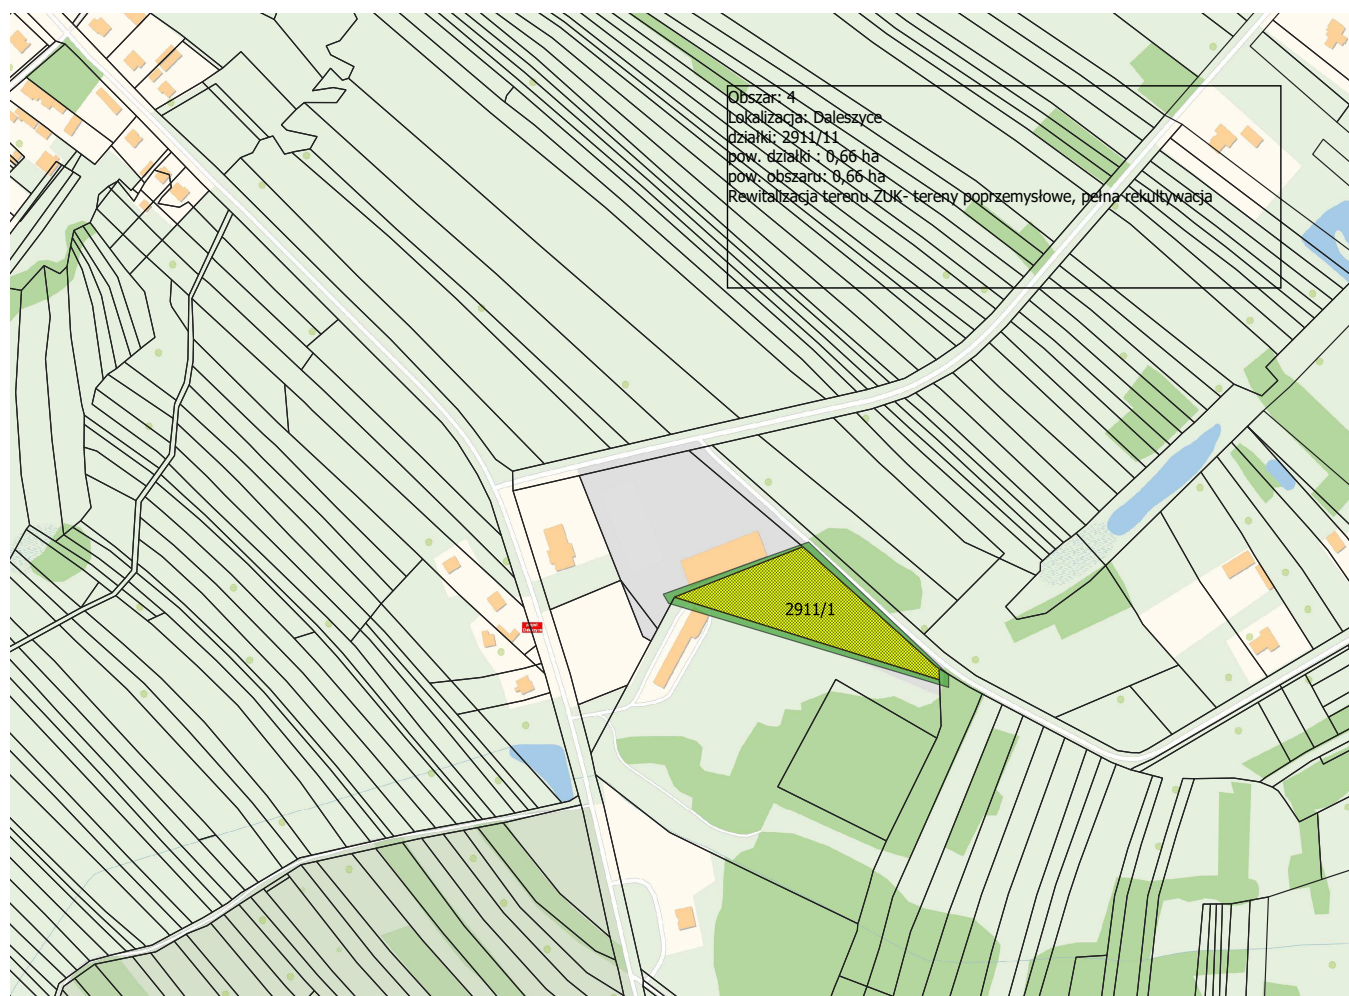 Obszar: 4
Lokalizacja: Daleszyce
działki: 2911/11
pow. działki : 0,66 ha
pow. obszaru: 0,66 ha
Rewitalizacja terenu ZUK- tereny poprzemysłowe, pełna rekultywacja
2911/1